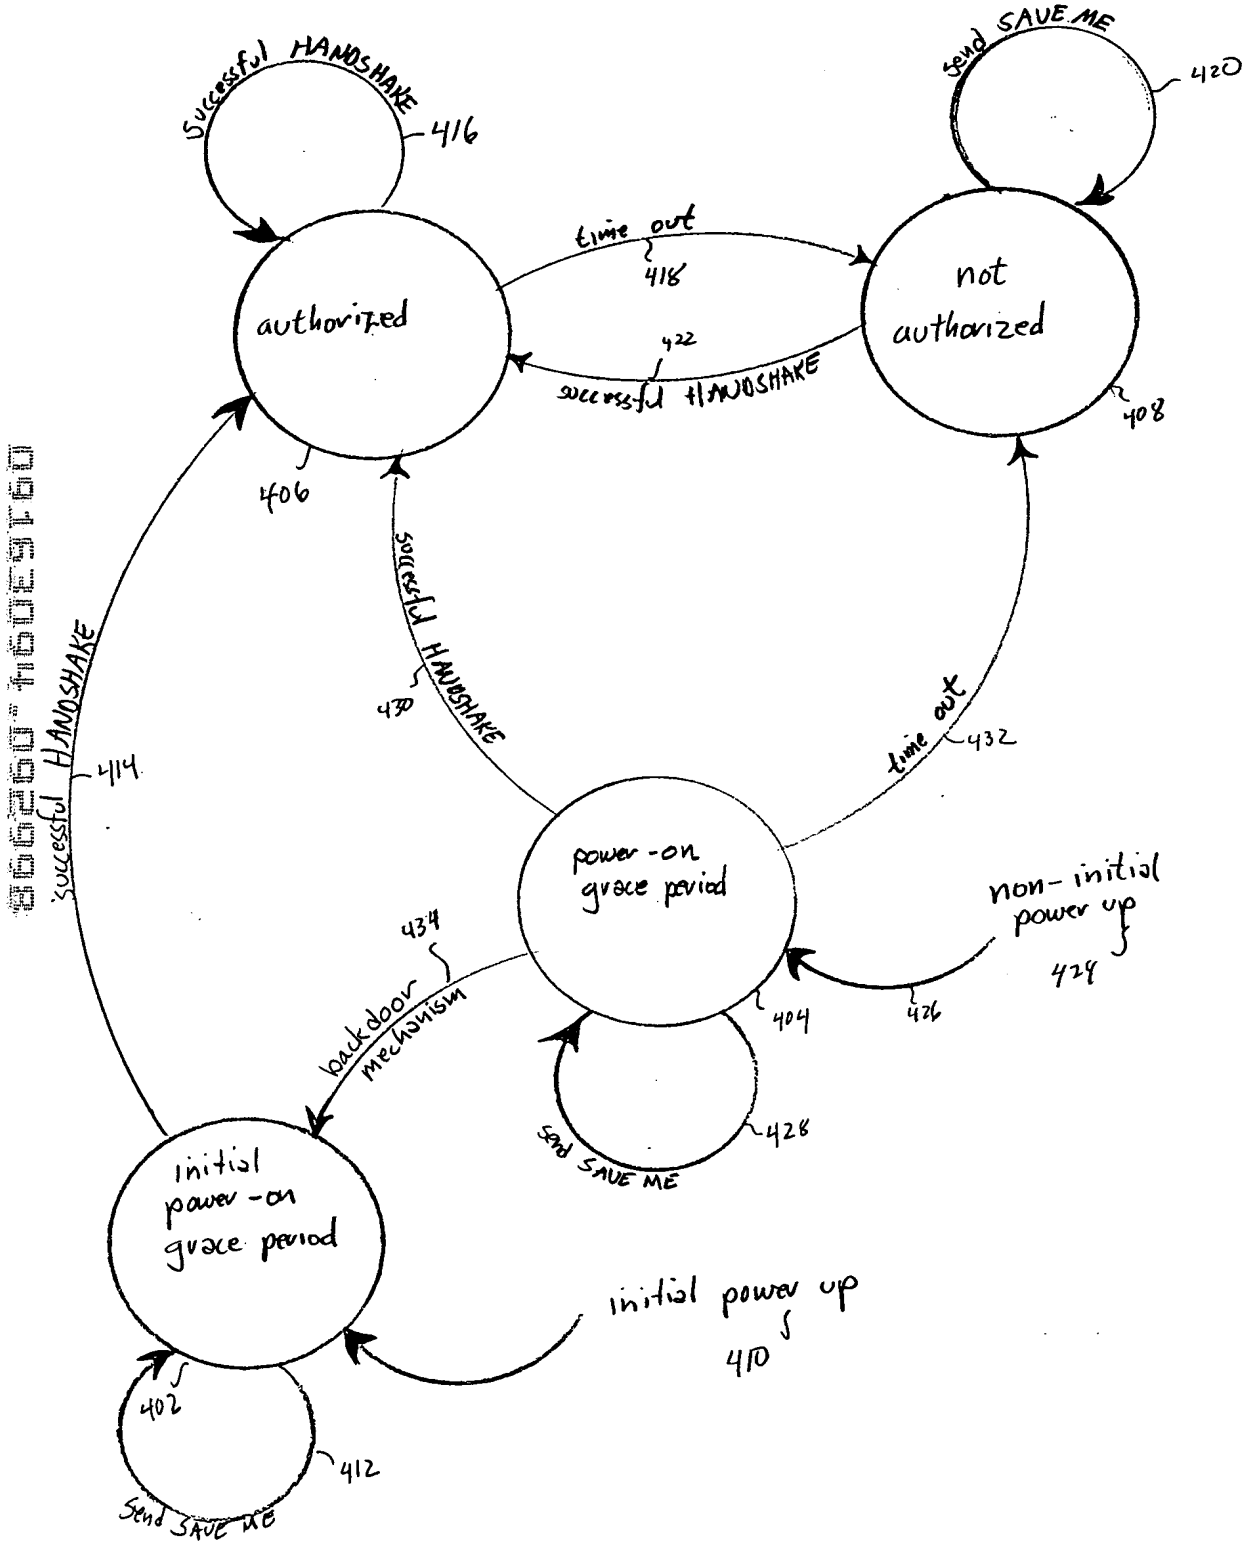 successful HANDSHAKE
416
send SAVE ME
420
time out
418
authorized
not
authorized
422
successful HANDSHAKE
408
406
09163094-092998
successful HANDSHAKE
430
successful HANDSHAKE
414
time out
432
power-on
grace period
non-initial
power up
424
426
404
434
backdoor
mechanism
428
send SAVE ME
initial
power-on
grace period
initial power up
410
402
412
send SAVE ME